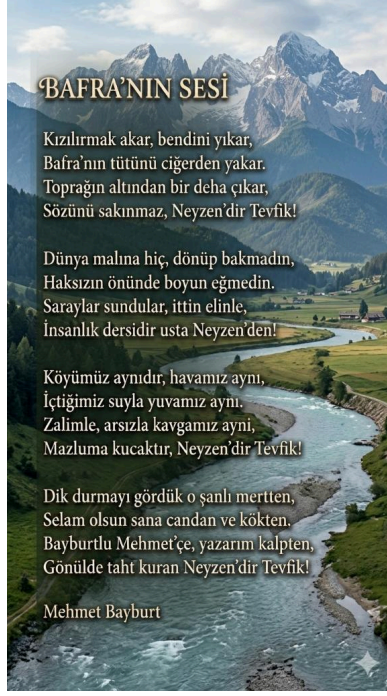 BAFRA'NIN SESİ
Kızılırmak akar, bendini yıkar,
Bafra'nın tütünü ciğerden yakar.
Toprağın altından bir deha çıkar,
Sözünü sakınmaz, Neyzen'dir Tevfik!
Dünya malına hiç, dönüp bakmadın,
Haksızın önünde boyun eğmedin.
Saraylar sundular, ittin elinle,
İnsanlık dersidir usta Neyzen'den!
Köyümüz aynıdır, havamız aynı,
İçtiğimiz suyla yuvamız aynı.
Zalimle, arsızla kavgamız ayni,
Mazluma kucaktır, Neyzen'dir Tevfik!
Dik durmayı gördük o şanlı mertten,
Selam olsun sana candan ve kökten.
Bayburtlu Mehmet'çe, yazarım kalpten,
Gönülde taht kuran Neyzen'dir Tevfik!
Mehmet Bayburt